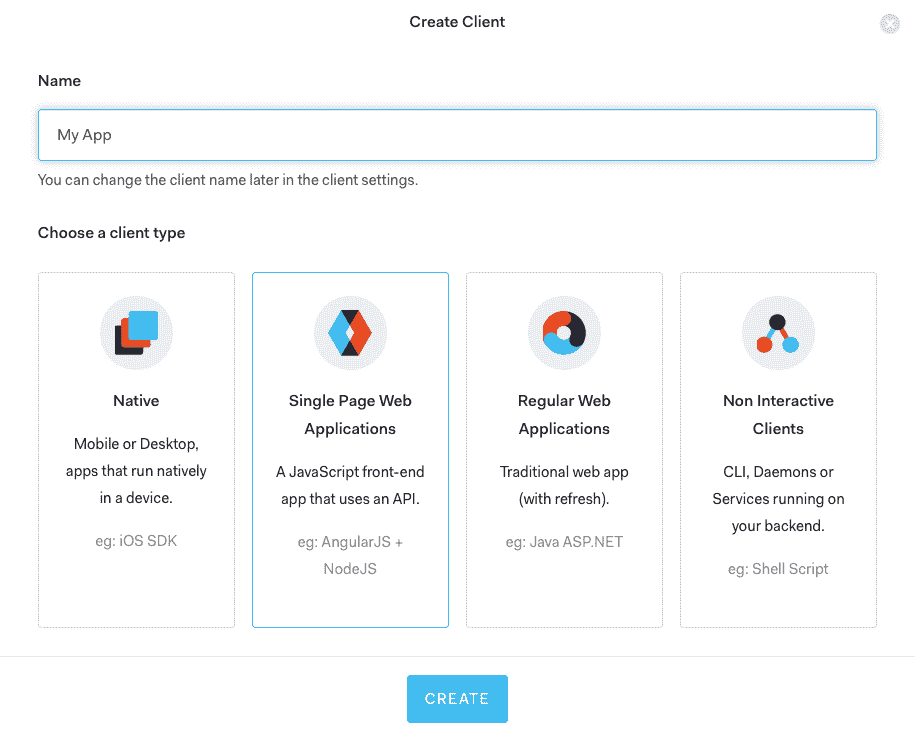 Create Client
Name
My App
You can change the client name later in the client settings.
Choose a client type
Native
Mobile or Desktop,
apps that run natively
in a device.
eg: iOS SDK
Single Page Web
Applications
A JavaScript front-end
app that uses an API.
eg: AngularJS +
NodeJS
Regular Web
Applications
Traditional web app
(with refresh).
eg: Java ASP.NET
Non Interactive
Clients
CLI, Daemons or
Services running on
your backend.
eg: Shell Script
CREATE